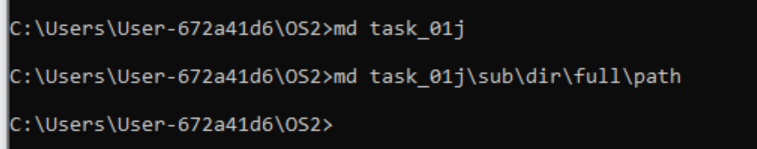 C:\Users\User-672a41d6\OS2>md task_01j
C:\Users\User-672a41d6\OS2>md task_01j\sub\dir\full\path
C:\Users\User-672a41d6\OS2>